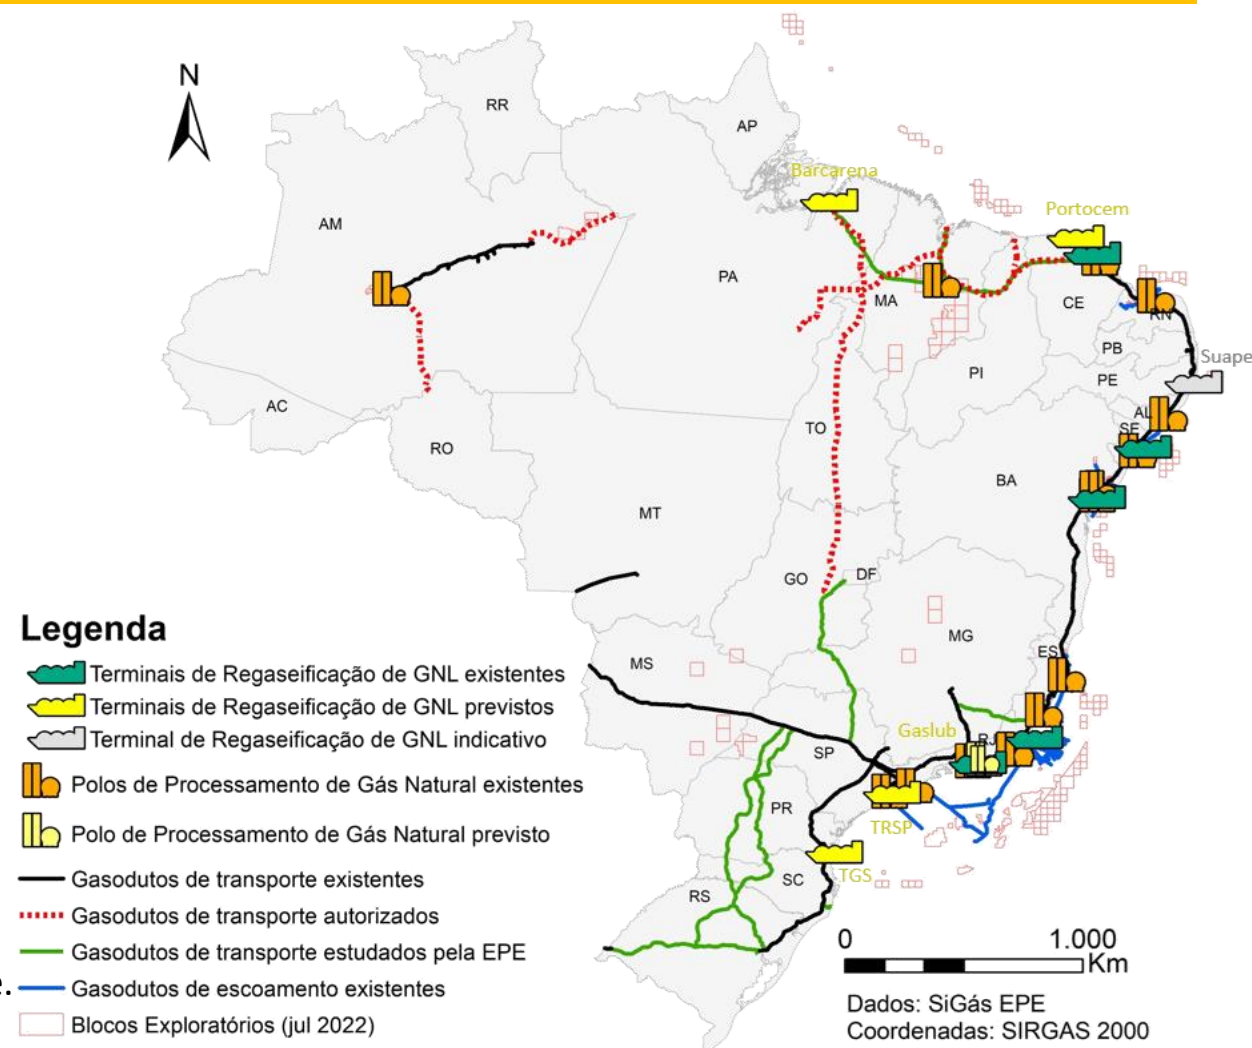 N
RR
AP
Barcarena
AM
Portocem
PA
MA
CE
RN
PB
Suape
PI
PE
AC
AL
TO
SE
RO
BA
MT
GO
DF
MG
Legenda
ES
MS
Terminais de Regaseificação de GNL existentes
Terminais de Regaseificação de GNL previstos
Gaslub
RJ
Terminal de Regaseificação de GNL indicativo
SP
Polos de Processamento de Gás Natural existentes
PR
TRSP
Polo de Processamento de Gás Natural previsto
TGS
Gasodutos de transporte existentes
SC
RS
Gasodutos de transporte autorizados
0 1.000
Gasodutos de transporte estudados pela EPE
Km
e.
Gasodutos de escoamento existentes
Dados: SiGás EPE
Blocos Exploratórios (jul 2022)
Coordenadas: SIRGAS 2000